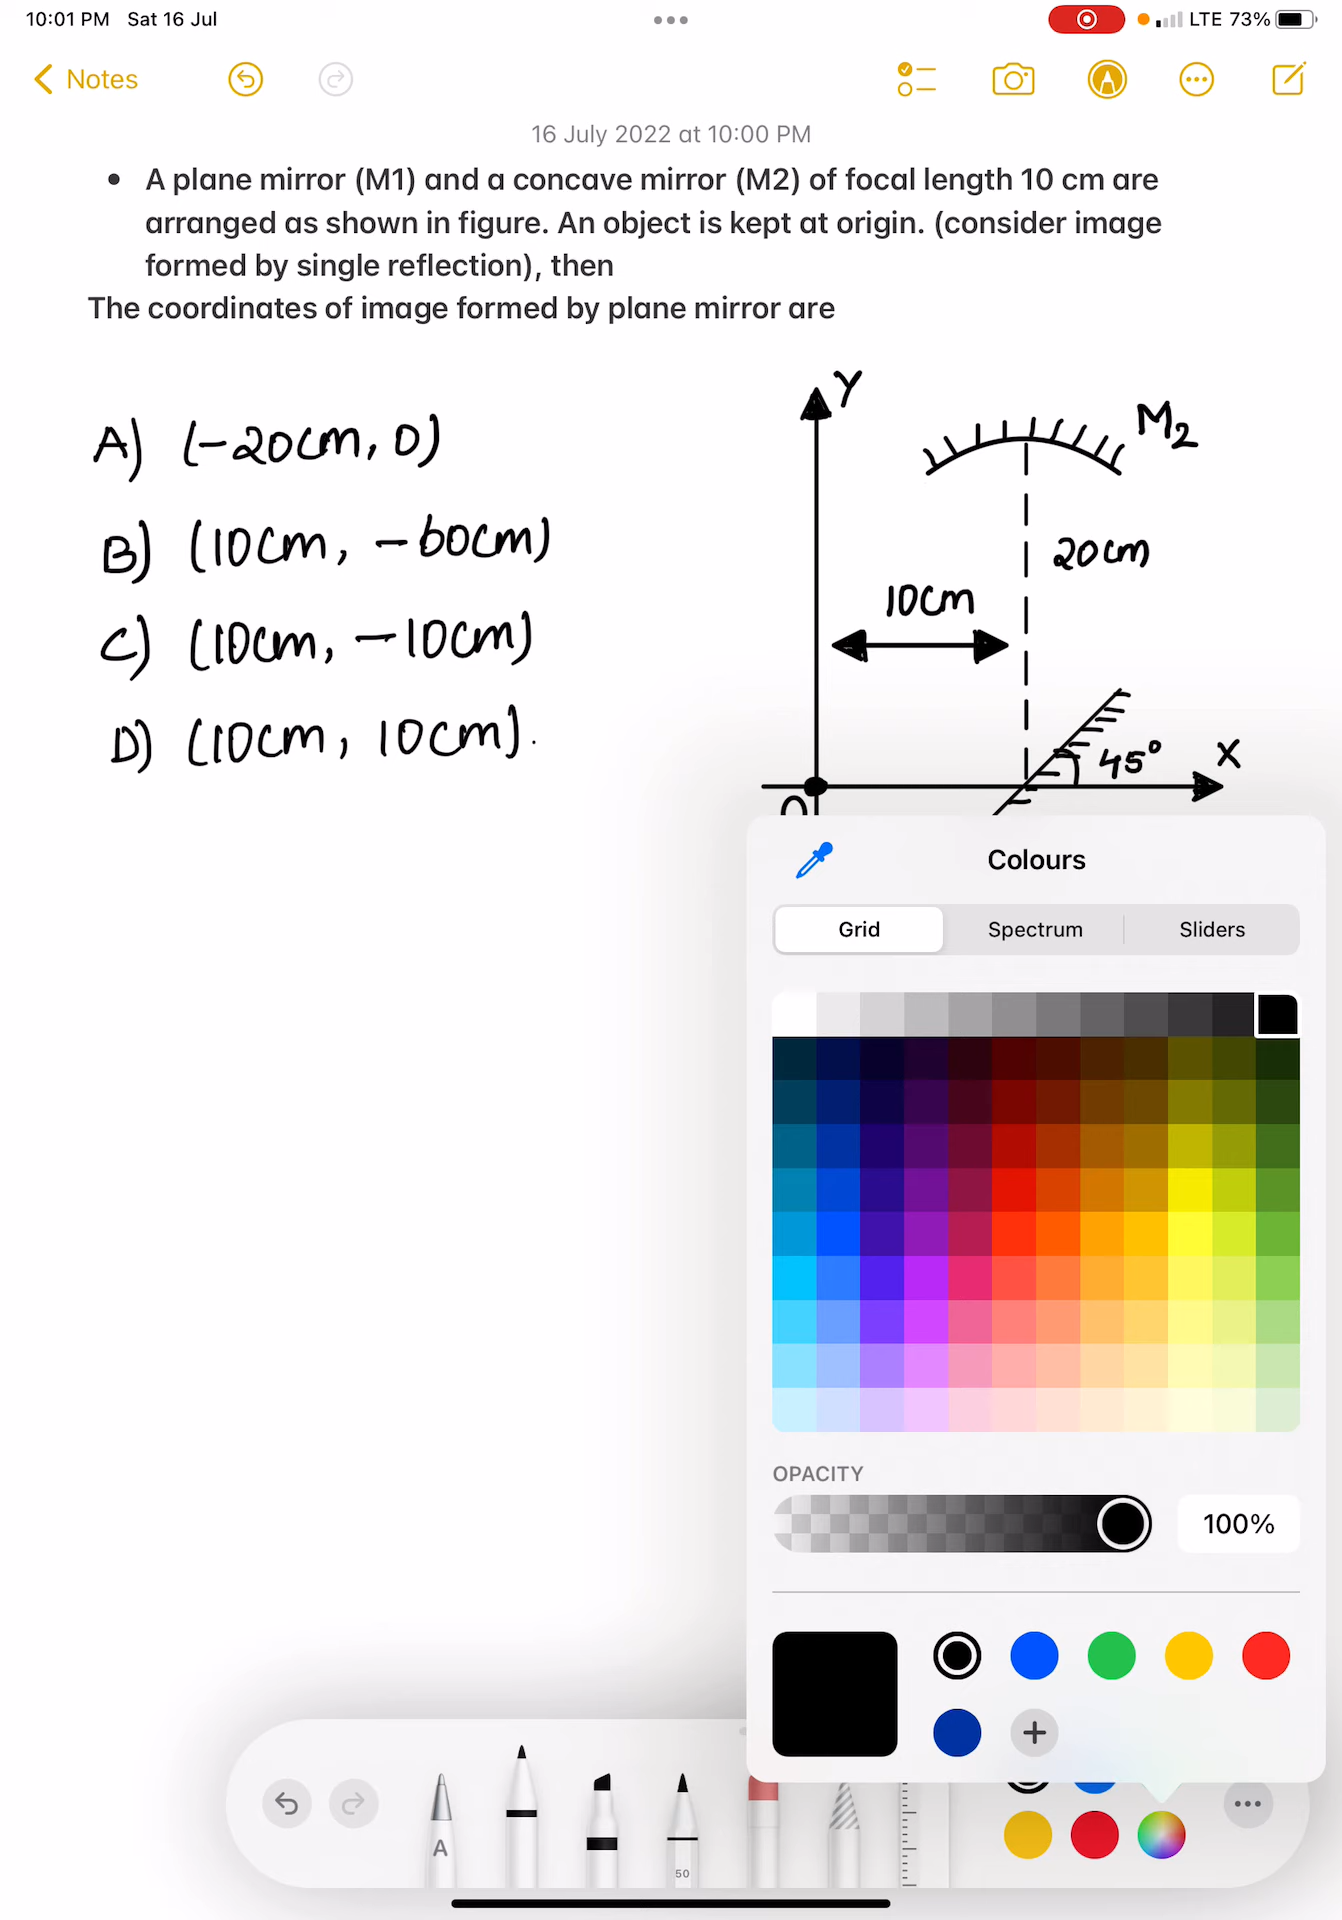 10:01 PM Sat 16 Jul
LTE 73%
Notes
16 July 2022 at 10:00 PM
• A plane mirror (M1) and a concave mirror (M2) of focal length 10 cm are
arranged as shown in figure. An object is kept at origin. (consider image
formed by single reflection), then
The coordinates of image formed by plane mirror are
A) (-20cm, 0)
B) (10cm, -60cm)
C) (10cm, -10cm)
D) (10cm, 10cm).
Y
M2
20cm
10cm
45°
X
Colours
Grid
Spectrum
Sliders
OPACITY
100%
A
50